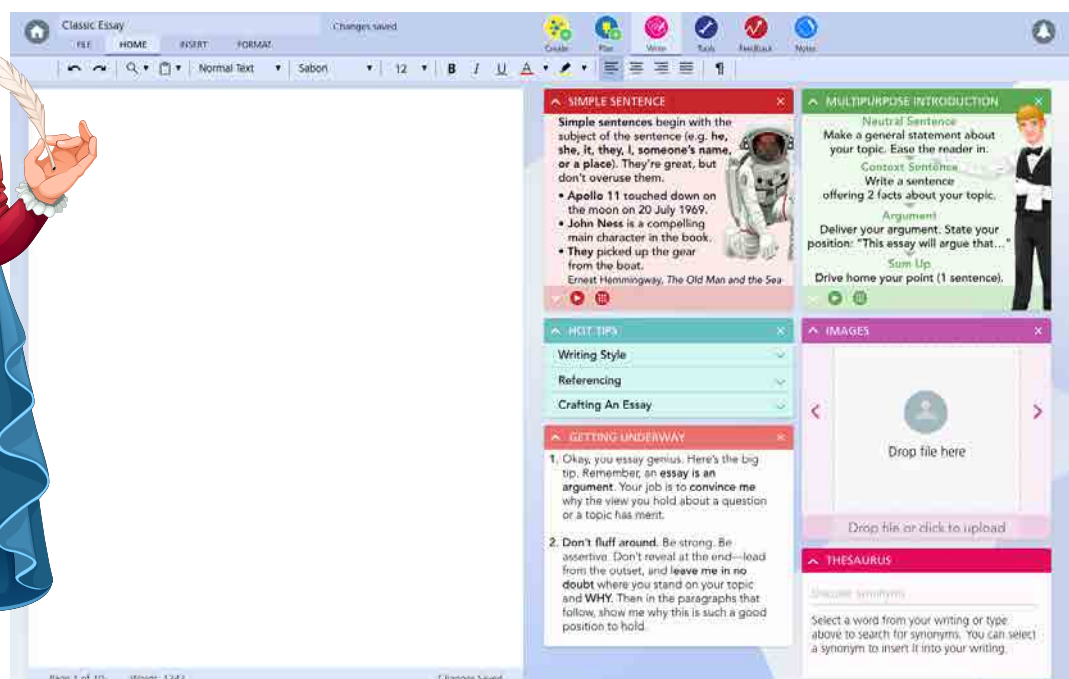 Classic Essay
Changes saved
FILE HOME INSERT FORMAT
Create Plan Write Tools Feedback Notes
Normal Text Sabon 12 B I U A ¶
SIMPLE SENTENCE ×
Simple sentences begin with the
subject of the sentence (e.g. he,
she, it, they, I, someone's name,
or a place). They're great, but
don't overuse them.
• Apollo 11 touched down on
the moon on 20 July 1969.
• John Ness is a compelling
main character in the book.
• They picked up the gear
from the boat.
Ernest Hemmingway, The Old Man and the Sea
MULTIPURPOSE INTRODUCTION ×
Neutral Sentence
Make a general statement about
your topic. Ease the reader in.
Context Sentence
Write a sentence
offering 2 facts about your topic.
Argument
Deliver your argument. State your
position: "This essay will argue that..."
Sum Up
Drive home your point (1 sentence).
HOT TIPS ×
Writing Style
Referencing
Crafting An Essay
IMAGES ×
Drop file here
Drop file or click to upload
GETTING UNDERWAY ×
1. Okay, you essay genius. Here's the big
tip. Remember, an essay is an
argument. Your job is to convince me
why the view you hold about a question
or a topic has merit.
2. Don't fluff around. Be strong. Be
assertive. Don't reveal at the end—lead
from the outset, and leave me in no
doubt where you stand on your topic
and WHY. Then in the paragraphs that
follow, show me why this is such a good
position to hold.
THESAURUS
synonyms
Select a word from your writing or type
above to search for synonyms. You can select
a synonym to insert it into your writing.
Page 1 of 10 Words: 1243 Changes Saved